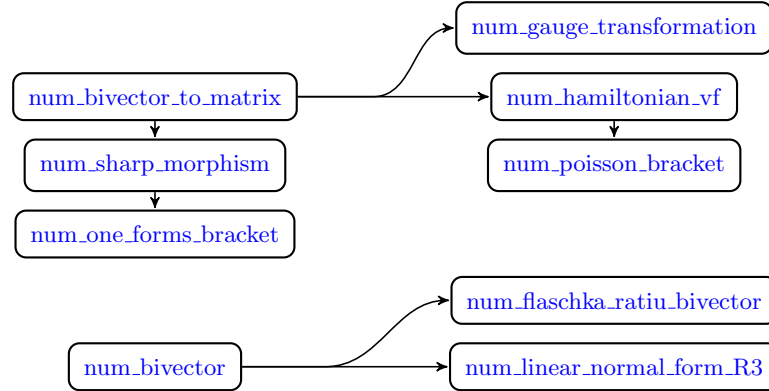 num_gauge_transformation
num_bivector_to_matrix
num_hamiltonian_vf
num_sharp_morphism
num_poisson_bracket
num_one_forms_bracket
num_flaschka_ratiu_bivector
num_bivector
num_linear_normal_form_R3